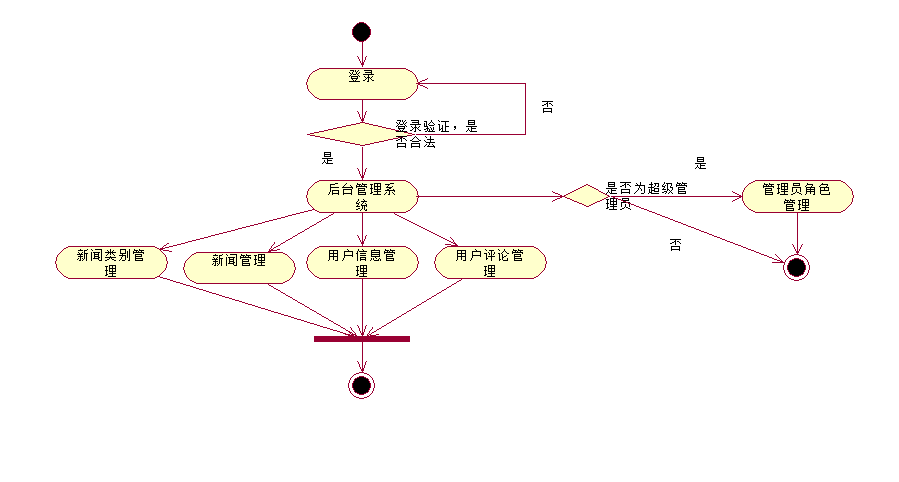 登录
否
登录验证，是
否合法
是
是
后台管理系
统
是否为超级管
理员
管理员角色
管理
否
新闻类别管
理
新闻管理
用户信息管
理
用户评论管
理